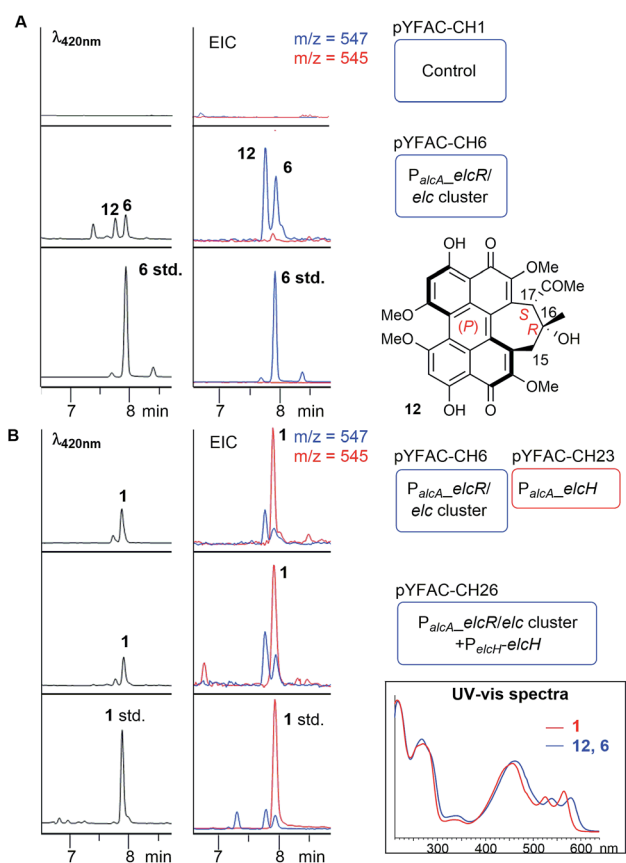 A
λ420nm
EIC
m/z = 547
m/z = 545
pYFAC-CH1
Control
pYFAC-CH6
PalcA_elcR/
elc cluster
12
6
12
6
6 std.
6 std.
7
8
min
7
8
min
OH
O
OMe
17
COMe
S
16
R
OH
15
MeO
(P)
MeO
OMe
OH
O
12
B
λ420nm
EIC
m/z = 547
m/z = 545
1
1
pYFAC-CH6
pYFAC-CH23
PalcA_elcR/
elc cluster
PalcA_elcH
1
1
pYFAC-CH26
PalcA_elcR/elc cluster
+PelcH-elcH
1 std.
1 std.
7
8
min
7
8
min
UV-vis spectra
1
12, 6
300
400
500
600
nm